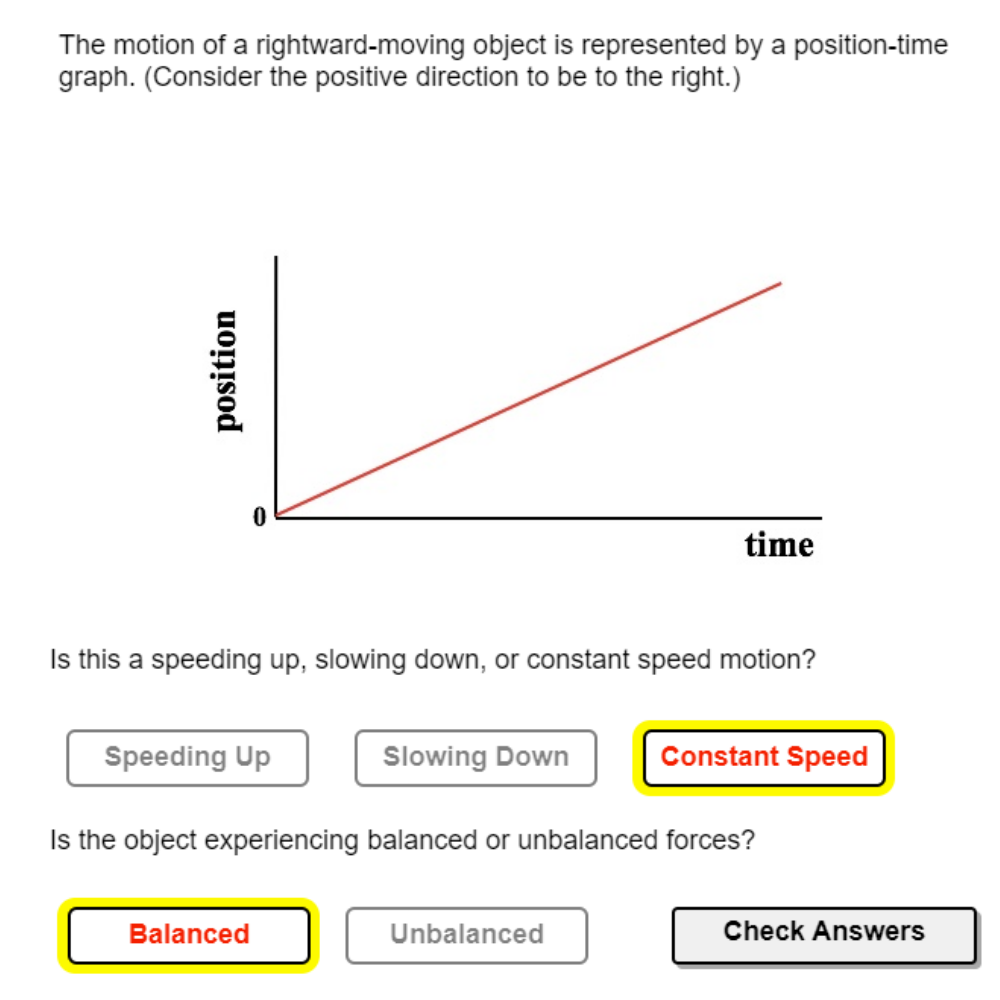 The motion of a rightward-moving object is represented by a position-time
graph. (Consider the positive direction to be to the right.)
position
0
time
Is this a speeding up, slowing down, or constant speed motion?
Speeding Up
Slowing Down
Constant Speed
Is the object experiencing balanced or unbalanced forces?
Balanced
Unbalanced
Check Answers